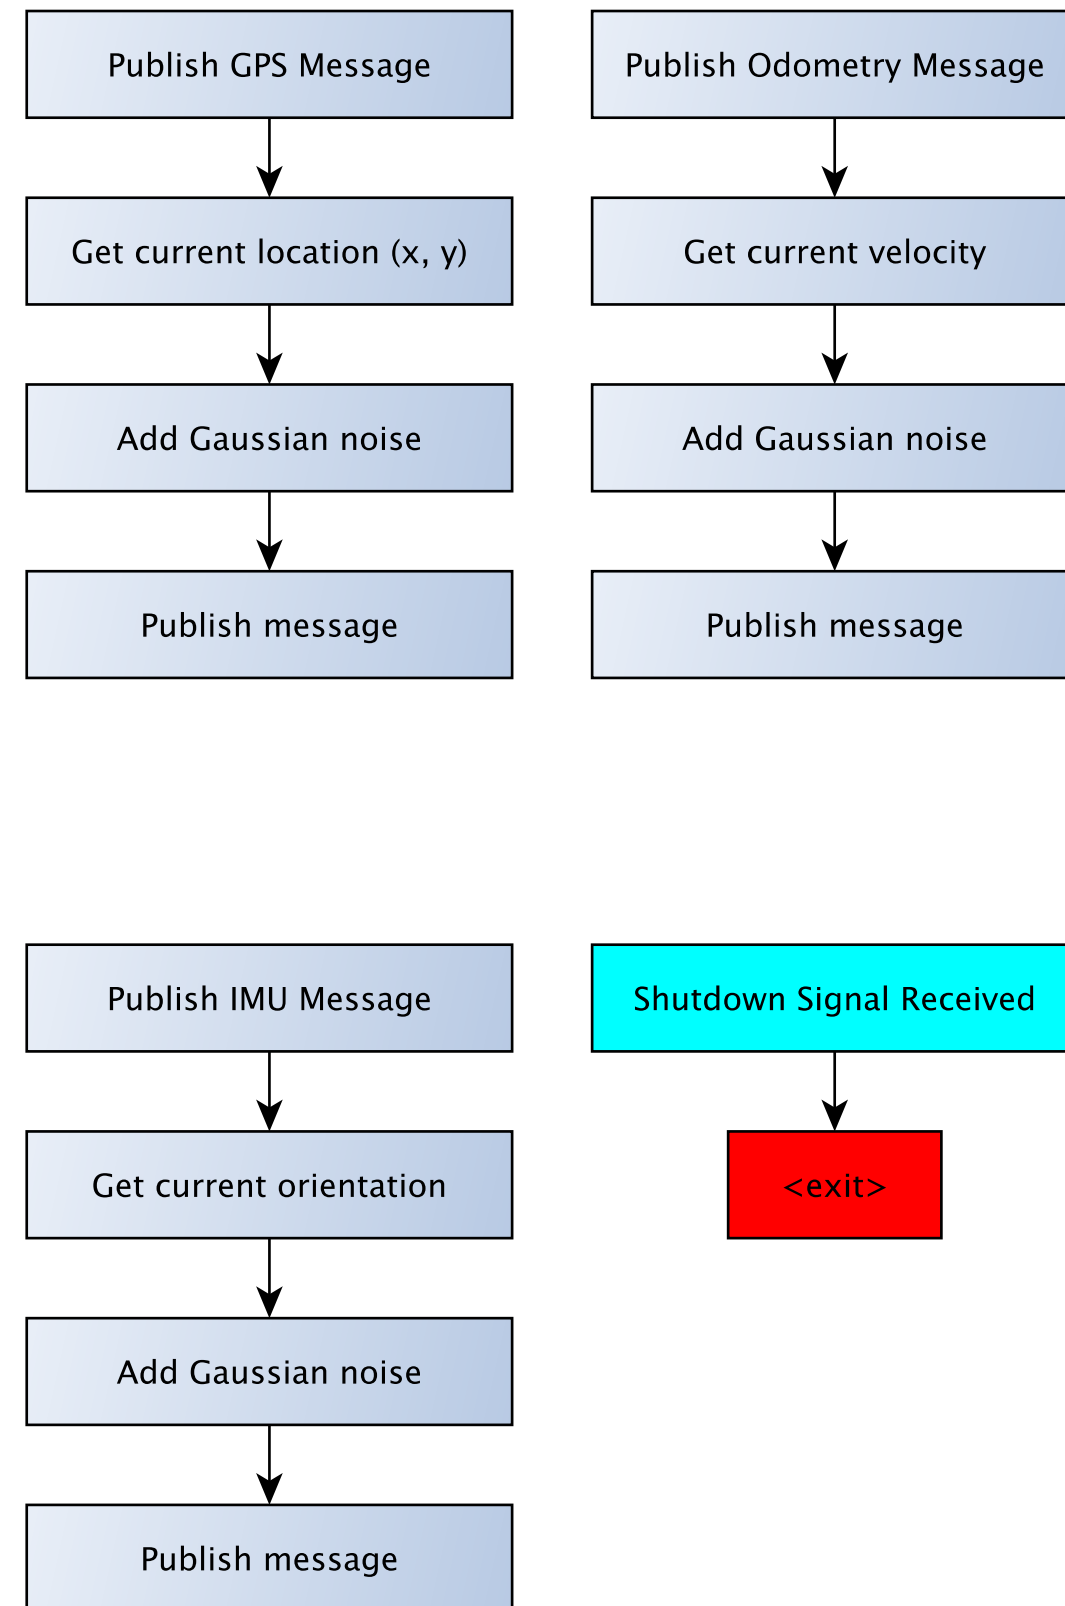 Publish GPS Message
Get current location (x, y)
Add Gaussian noise
Publish message
Publish Odometry Message
Get current velocity
Add Gaussian noise
Publish message
Publish IMU Message
Get current orientation
Add Gaussian noise
Publish message
Shutdown Signal Received
<exit>